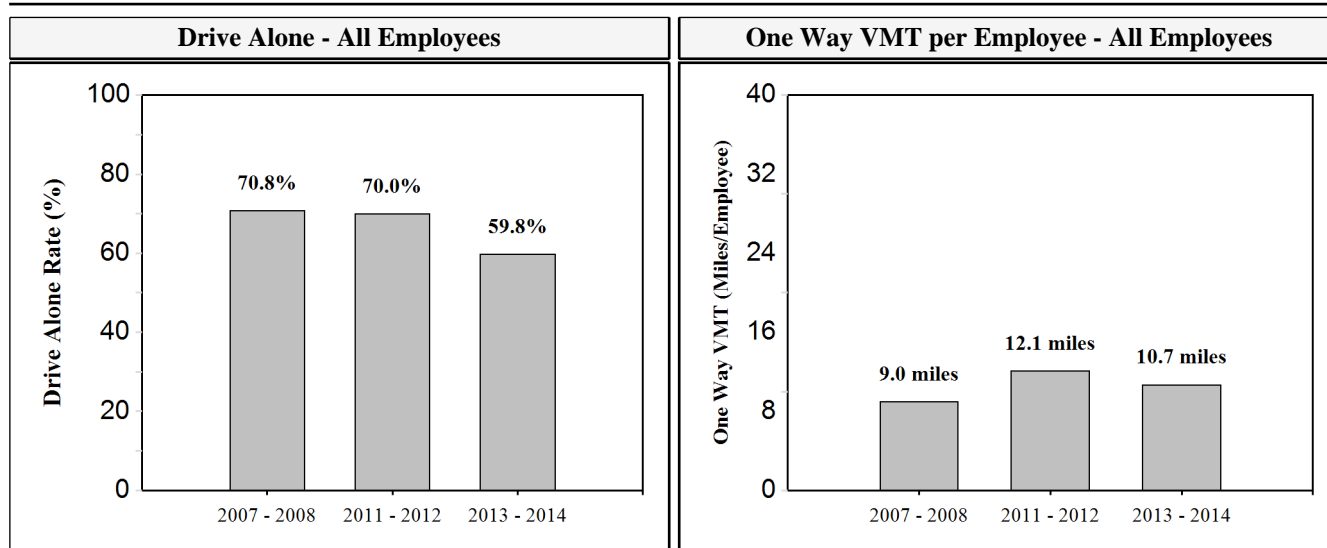 Drive Alone - All Employees
One Way VMT per Employee - All Employees
Drive Alone Rate (%)
100
80
60
40
20
0
70.8%
70.0%
59.8%
2007 - 2008
2011 - 2012
2013 - 2014
One Way VMT (Miles/Employee)
40
32
24
16
8
0
9.0 miles
12.1 miles
10.7 miles
2007 - 2008
2011 - 2012
2013 - 2014